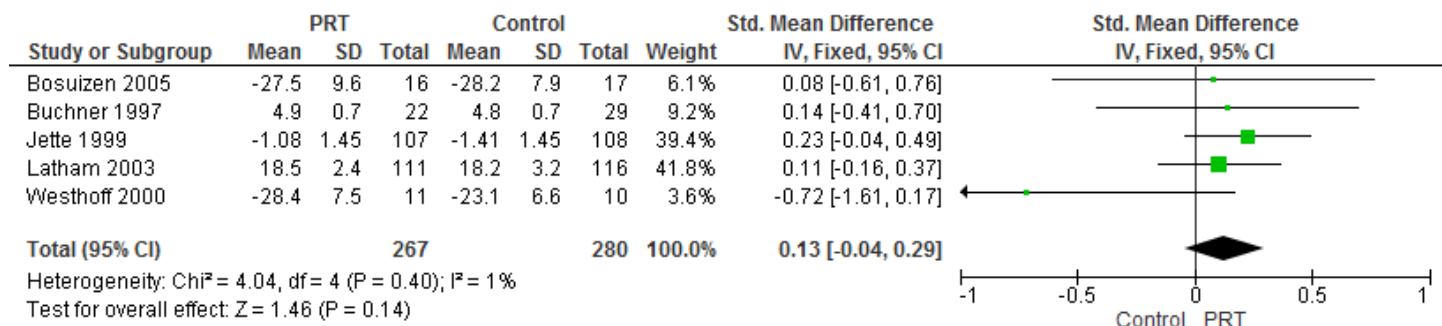 PRT Control Std. Mean Difference Std. Mean Difference
Study or Subgroup Mean SD Total Mean SD Total Weight IV, Fixed, 95% CI IV, Fixed, 95% CI
Bosuizen 2005 -27.5 9.6 16 -28.2 7.9 17 6.1% 0.08 [-0.61, 0.76]
Buchner 1997 4.9 0.7 22 4.8 0.7 29 9.2% 0.14 [-0.41, 0.70]
Jette 1999 -1.08 1.45 107 -1.41 1.45 108 39.4% 0.23 [-0.04, 0.49]
Latham 2003 18.5 2.4 111 18.2 3.2 116 41.8% 0.11 [-0.16, 0.37]
Westhoff 2000 -28.4 7.5 11 -23.1 6.6 10 3.6% -0.72 [-1.61, 0.17]
Total (95% CI) 267 280 100.0% 0.13 [-0.04, 0.29]
Heterogeneity: Chi² = 4.04, df = 4 (P = 0.40); I² = 1%
Test for overall effect: Z = 1.46 (P = 0.14)
-1 -0.5 0 0.5 1
Control PRT